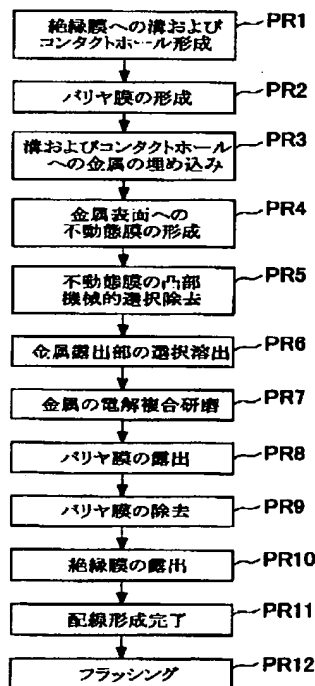 絶縁膜への溝および
コンタクトホール形成
PR1
バリヤ膜の形成
PR2
溝およびコンタクトホール
への金属の埋め込み
PR3
金属表面への
不動態膜の形成
PR4
不動態膜の凸部
機械的選択除去
PR5
金属露出部の選択溶出
PR6
金属の電解複合研磨
PR7
バリヤ膜の露出
PR8
バリヤ膜の除去
PR9
絶縁膜の露出
PR10
配線形成完了
PR11
フラッシング
PR12